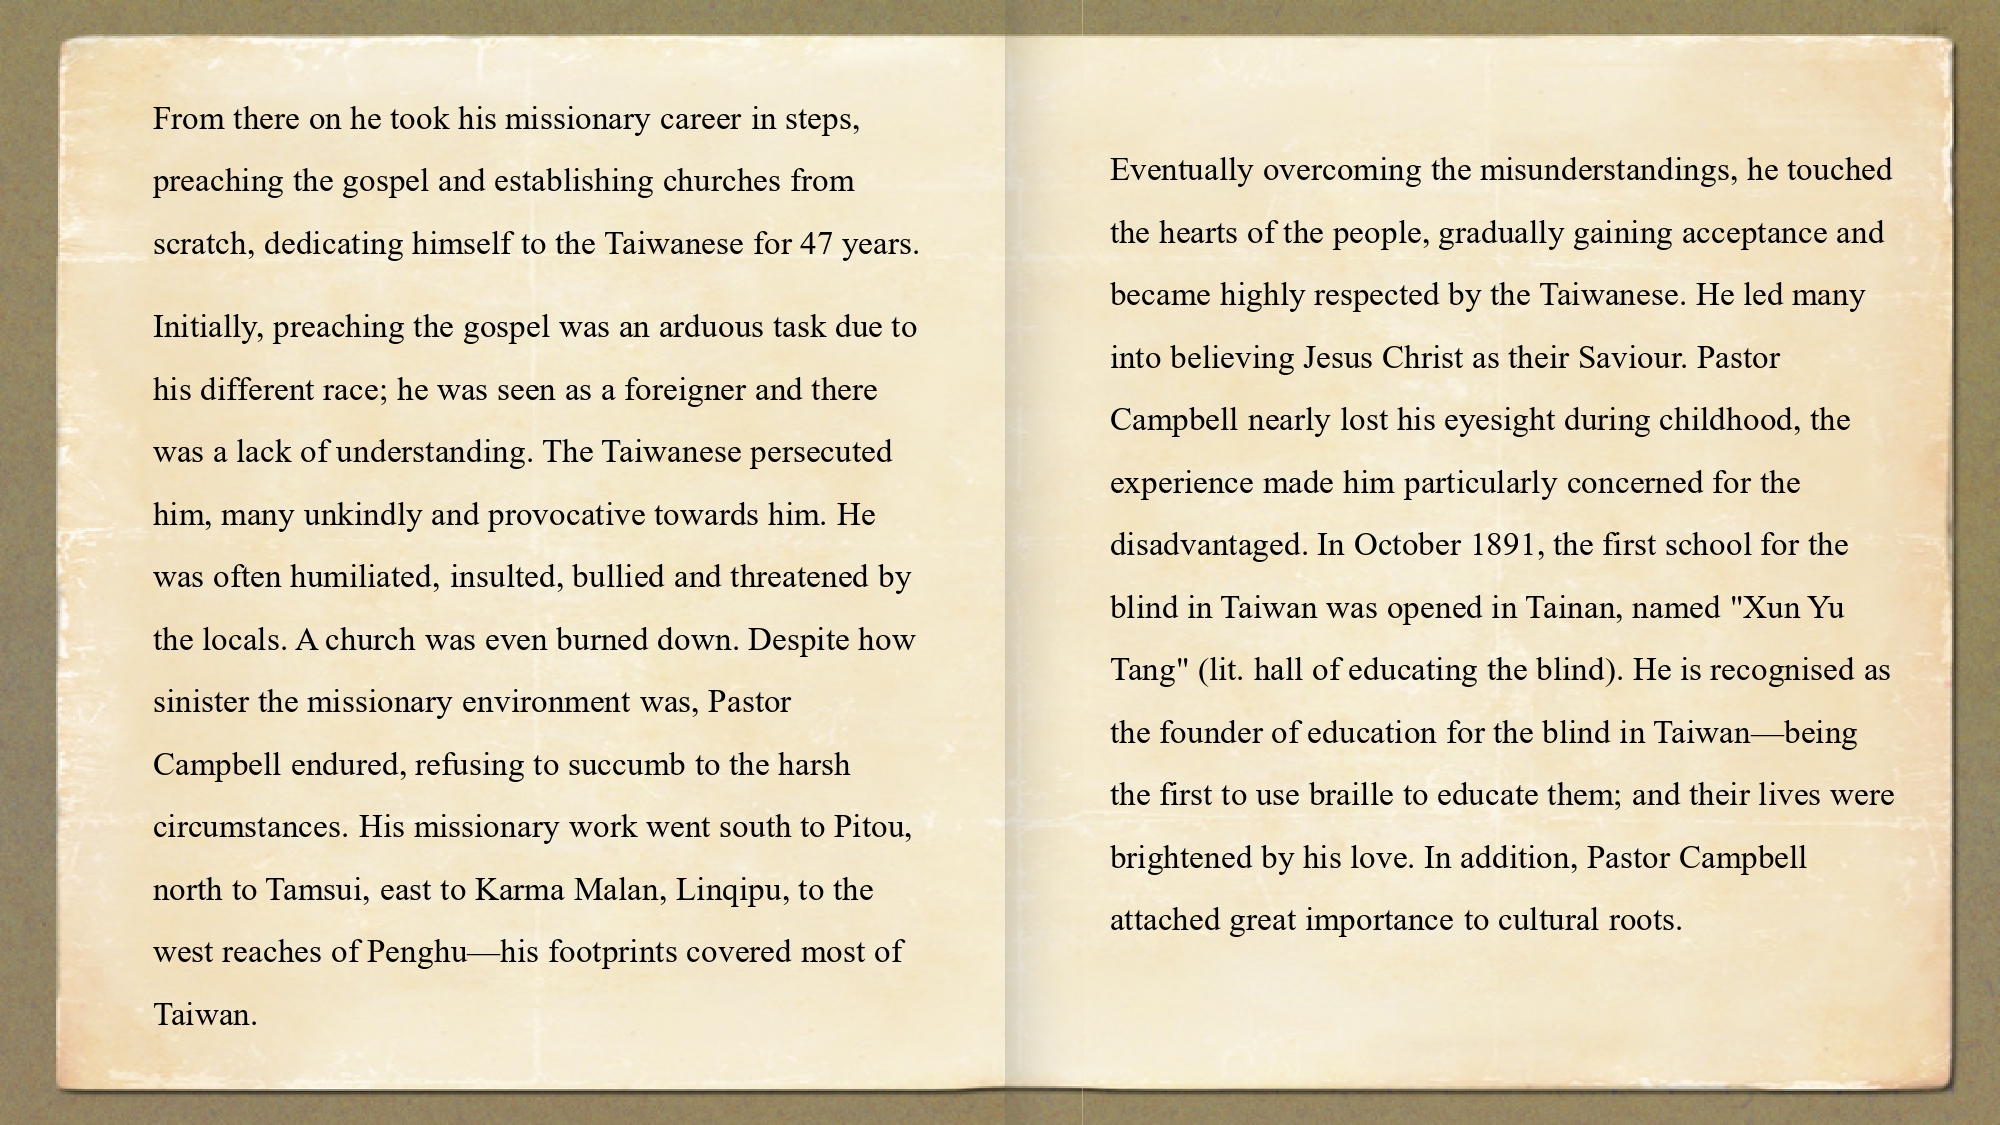 From there on he took his missionary career in steps,
preaching the gospel and establishing churches from
scratch, dedicating himself to the Taiwanese for 47 years.
Initially, preaching the gospel was an arduous task due to
his different race; he was seen as a foreigner and there
was a lack of understanding. The Taiwanese persecuted
him, many unkindly and provocative towards him. He
was often humiliated, insulted, bullied and threatened by
the locals. A church was even burned down. Despite how
sinister the missionary environment was, Pastor
Campbell endured, refusing to succumb to the harsh
circumstances. His missionary work went south to Pitou,
north to Tamsui, east to Karma Malan, Linqipu, to the
west reaches of Penghu—his footprints covered most of
Taiwan.
Eventually overcoming the misunderstandings, he touched
the hearts of the people, gradually gaining acceptance and
became highly respected by the Taiwanese. He led many
into believing Jesus Christ as their Saviour. Pastor
Campbell nearly lost his eyesight during childhood, the
experience made him particularly concerned for the
disadvantaged. In October 1891, the first school for the
blind in Taiwan was opened in Tainan, named "Xun Yu
Tang" (lit. hall of educating the blind). He is recognised as
the founder of education for the blind in Taiwan—being
the first to use braille to educate them; and their lives were
brightened by his love. In addition, Pastor Campbell
attached great importance to cultural roots.